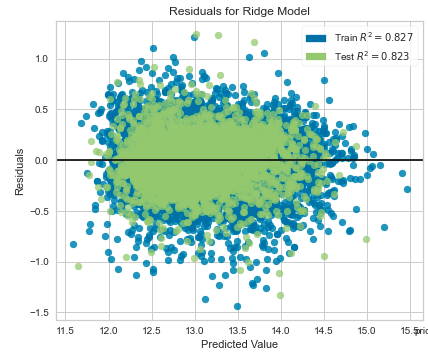 Residuals for Ridge Model
Train R² = 0.827
Test R² = 0.823
Residuals
1.0
0.5
0.0
−0.5
−1.0
−1.5
11.5 12.0 12.5 13.0 13.5 14.0 14.5 15.0 15.5
Predicted Value